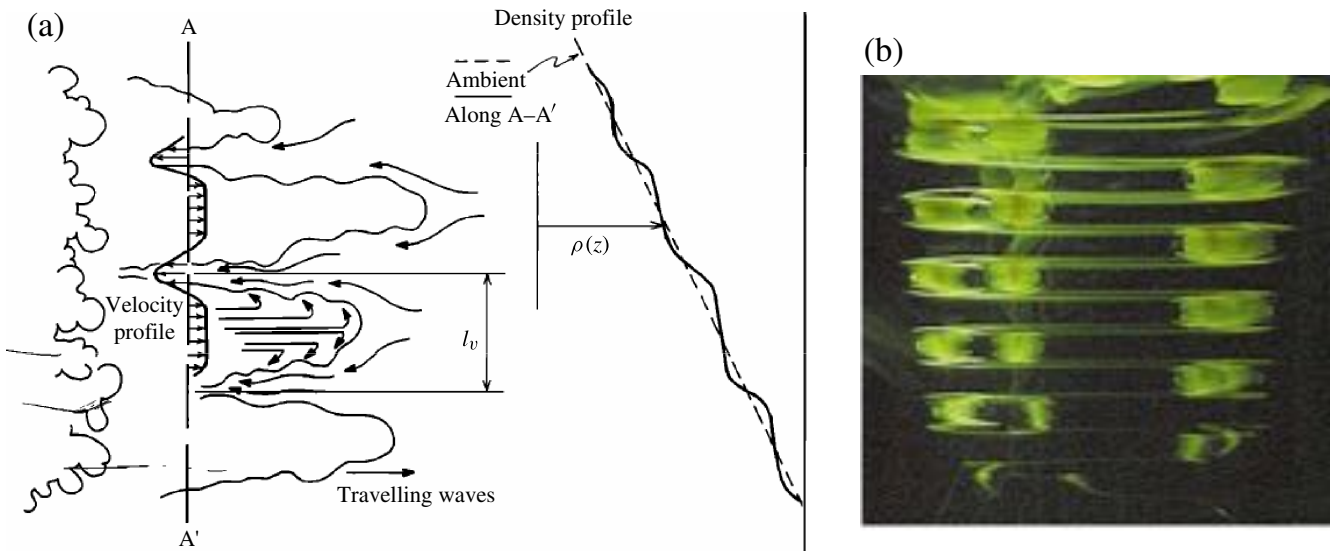 (a)
A
Density profile
Ambient
Along A–A′
(b)
ρ(z)
Velocity
profile
l_v
Travelling waves
A'